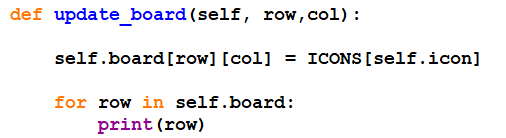 def update_board(self, row,col):
self.board[row][col] = ICONS[self.icon]
for row in self.board:
print(row)